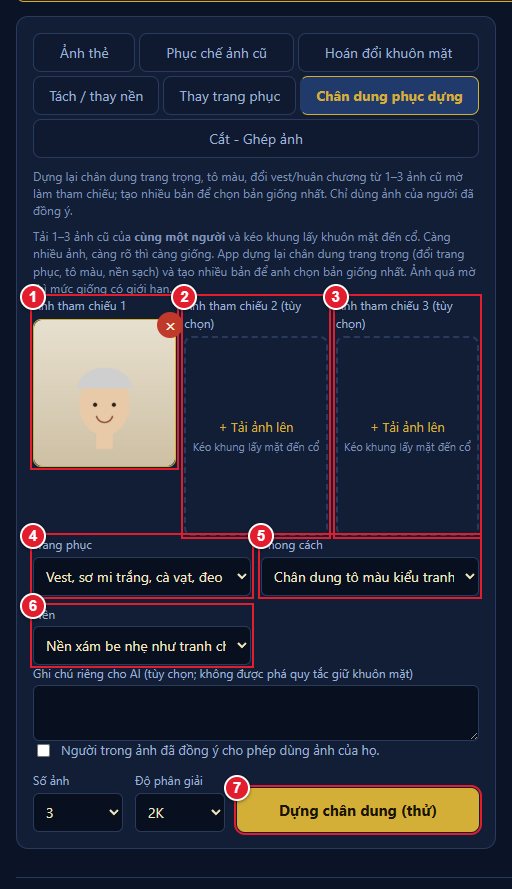 Ảnh thẻ
Phục chế ảnh cũ
Hoán đổi khuôn mặt
Tách / thay nền
Thay trang phục
Chân dung phục dựng
Cắt - Ghép ảnh
Dựng lại chân dung trang trọng, tô màu, đổi vest/huân chương từ 1–3 ảnh cũ mờ
làm tham chiếu; tạo nhiều bản để chọn bản giống nhất. Chỉ dùng ảnh của người đã
đồng ý.
Tải 1–3 ảnh cũ của cùng một người và kéo khung lấy khuôn mặt đến cổ. Càng
nhiều ảnh, càng rõ thì càng giống. App dựng lại chân dung trang trọng (đổi trang
phục, tô màu, nền sạch) và tạo nhiều bản để anh chọn bản giống nhất. Ảnh quá mờ
mức giống có giới hạn.
1
tham chiếu 1
2
tham chiếu 2 (tùy
chọn)
3
tham chiếu 3 (tùy
chọn)
×
+ Tải ảnh lên
Kéo khung lấy mặt đến cổ
+ Tải ảnh lên
Kéo khung lấy mặt đến cổ
4
phục
5
cách
Vest, sơ mi trắng, cà vạt, đeo
Chân dung tô màu kiểu tranh
6
Nền xám be nhẹ như tranh
Ghi chú riêng cho AI (tùy chọn; không được phá quy tắc giữ khuôn mặt)
Người trong ảnh đã đồng ý cho phép dùng ảnh của họ.
Số ảnh
Độ phân giải
7
3
2K
Dựng chân dung (thử)